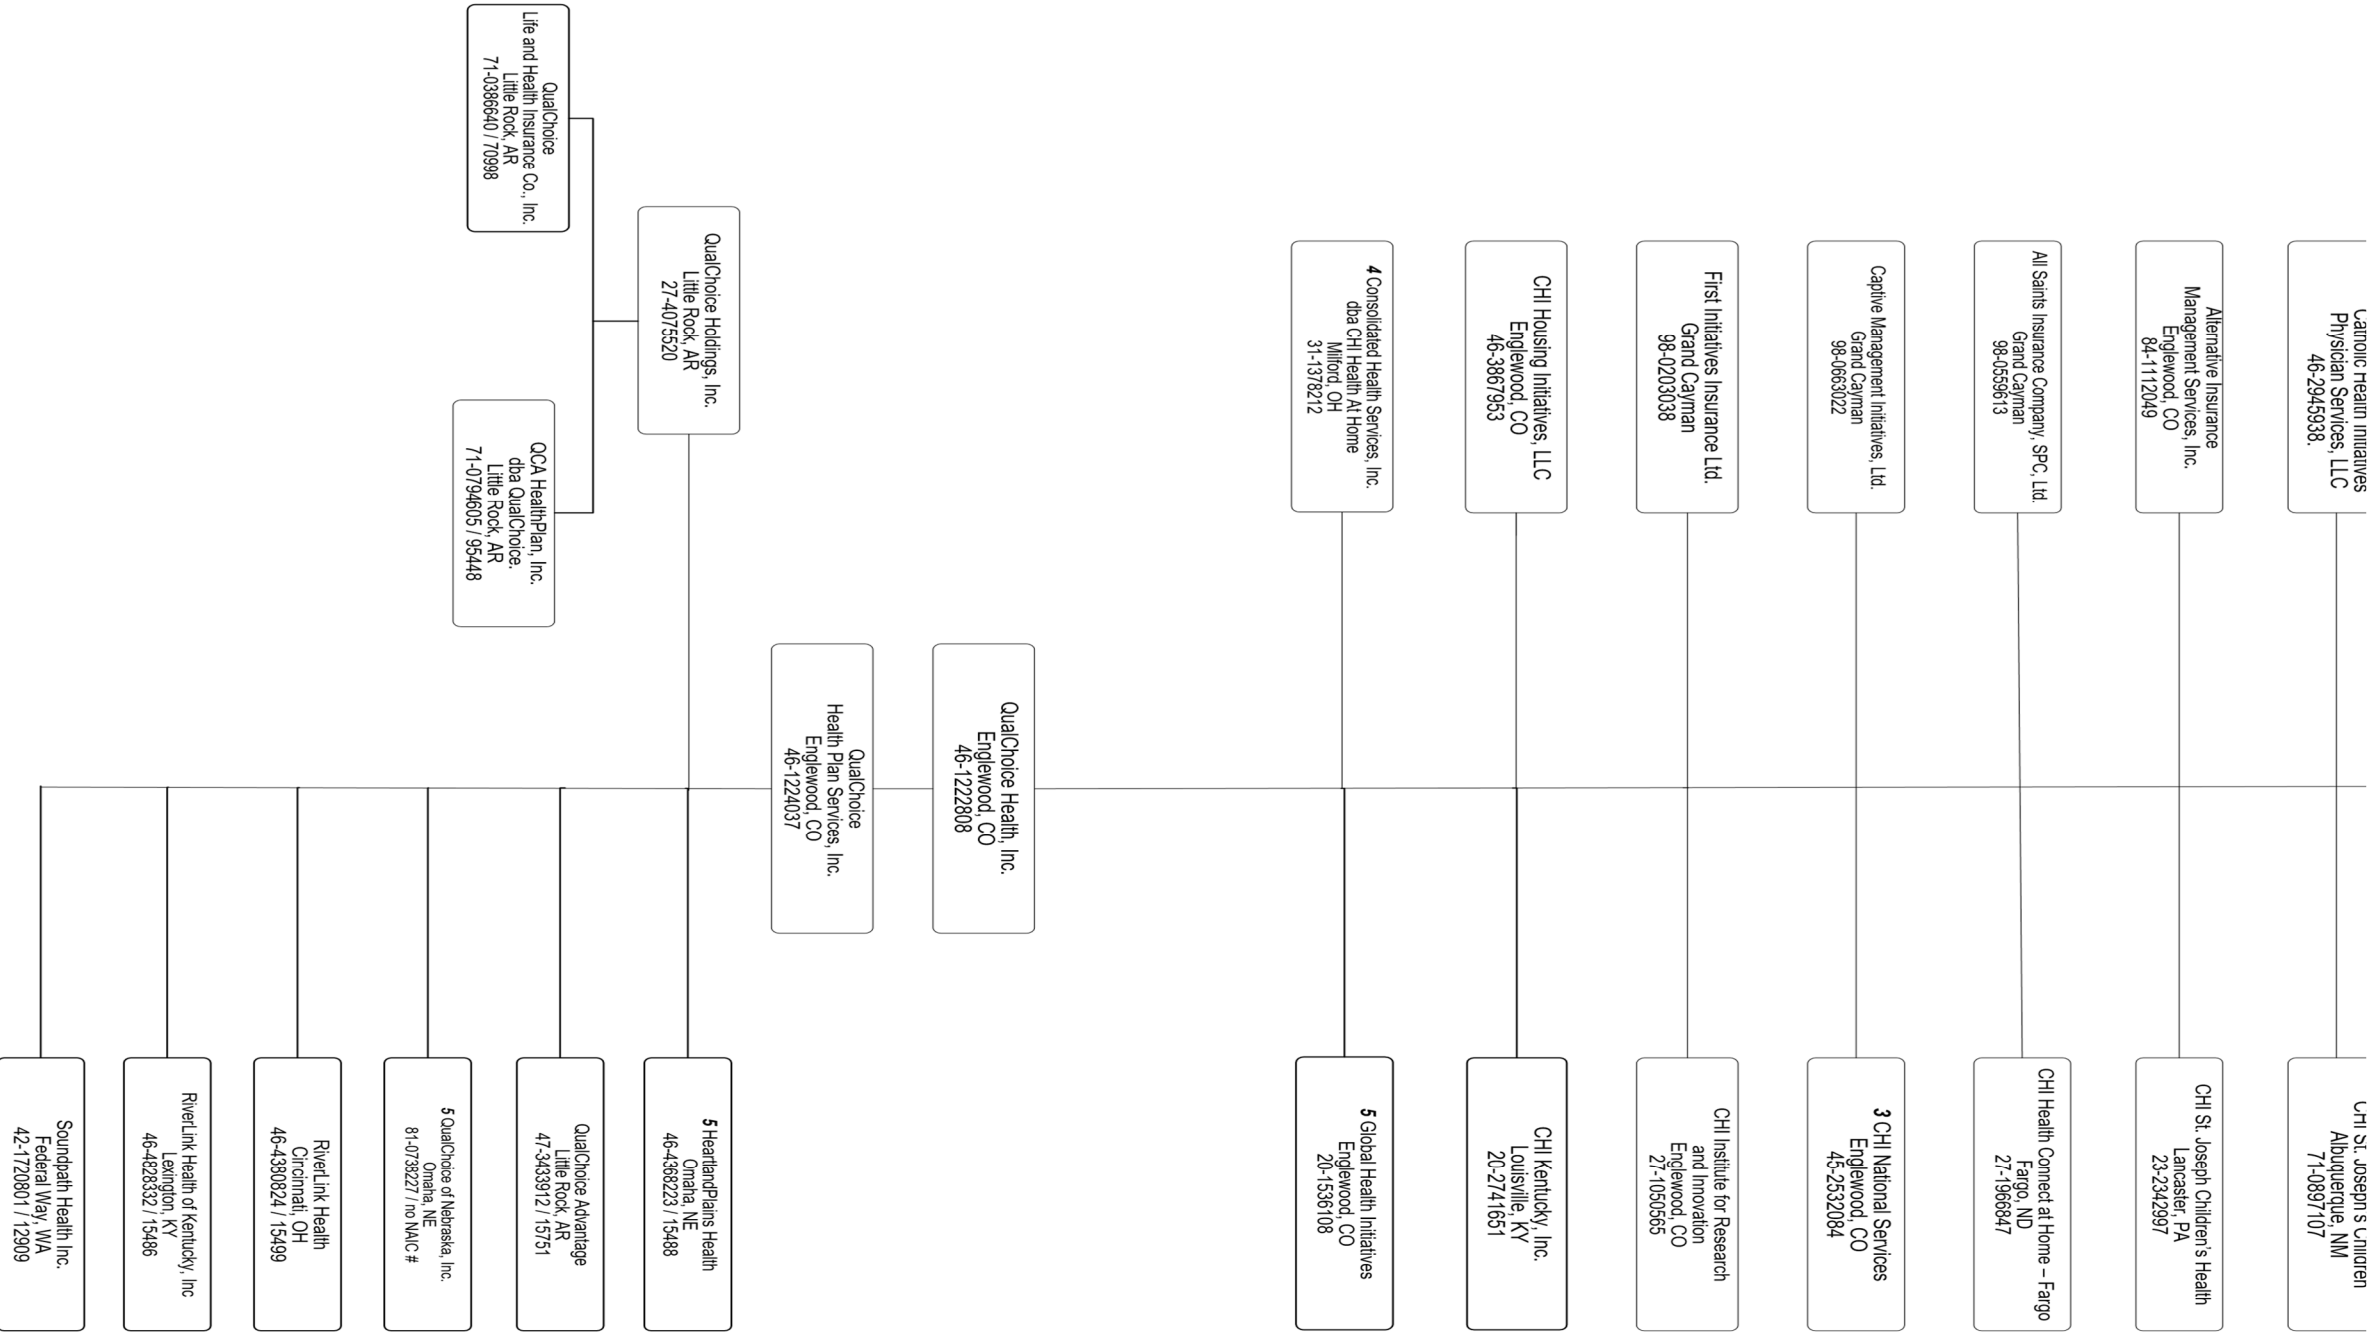 Catholic Health Initiatives
Physician Services, LLC
46-2945938.
CHI St. Joseph's Children
Albuquerque, NM
71-0897107
Alternative Insurance
Management Services, Inc.
Englewood, CO
84-1112049
CHI St. Joseph Children's Health
Lancaster, PA
23-2342997
All Saints Insurance Company, SPC, Ltd.
Grand Cayman
98-0559613
CHI Health Connect at Home – Fargo
Fargo, ND
27-1966847
Captive Management Initiatives, Ltd.
Grand Cayman
98-0663022
3 CHI National Services
Englewood, CO
45-2532084
First Initiatives Insurance Ltd.
Grand Cayman
98-0203038
CHI Institute for Research
and Innovation
Englewood, CO
27-1050565
CHI Housing Initiatives, LLC
Englewood, CO
46-3867953
CHI Kentucky, Inc.
Louisville, KY
20-2741651
4 Consolidated Health Services, Inc.
dba CHI Health At Home
Milford, OH
31-1378212
5 Global Health Initiatives
Englewood, CO
20-1536108
QualChoice Health, Inc.
Englewood, CO
46-1222808
QualChoice
Health Plan Services, Inc.
Englewood, CO
46-1224037
QualChoice Holdings, Inc.
Little Rock, AR
27-4075520
5 HeartlandPlains Health
Omaha, NE
46-4368223 / 15488
QualChoice
Life and Health Insurance Co., Inc.
Little Rock, AR
71-0386640 / 70998
QCA HealthPlan, Inc.
dba QualChoice.
Little Rock, AR
71-0794605 / 95448
QualChoice Advantage
Little Rock, AR
47-3433912 / 15751
5 QualChoice of Nebraska, Inc.
Omaha, NE
81-0738227 / no NAIC #
RiverLink Health
Cincinnati, OH
46-4380824 / 15499
RiverLink Health of Kentucky, Inc
Lexington, KY
46-4828332 / 15486
Soundpath Health Inc.
Federal Way, WA
42-1720801 / 12909